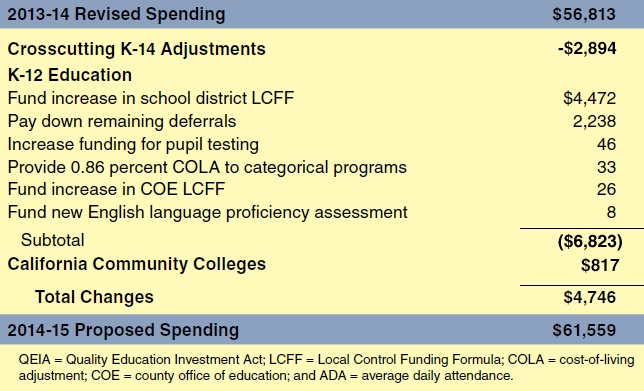 2013-14 Revised Spending $56,813
Crosscutting K-14 Adjustments -$2,894
K-12 Education
Fund increase in school district LCFF $4,472
Pay down remaining deferrals 2,238
Increase funding for pupil testing 46
Provide 0.86 percent COLA to categorical programs 33
Fund increase in COE LCFF 26
Fund new English language proficiency assessment 8
Subtotal ($6,823)
California Community Colleges $817
Total Changes $4,746
2014-15 Proposed Spending $61,559
QEIA = Quality Education Investment Act; LCFF = Local Control Funding Formula; COLA = cost-of-living
adjustment; COE = county office of education; and ADA = average daily attendance.